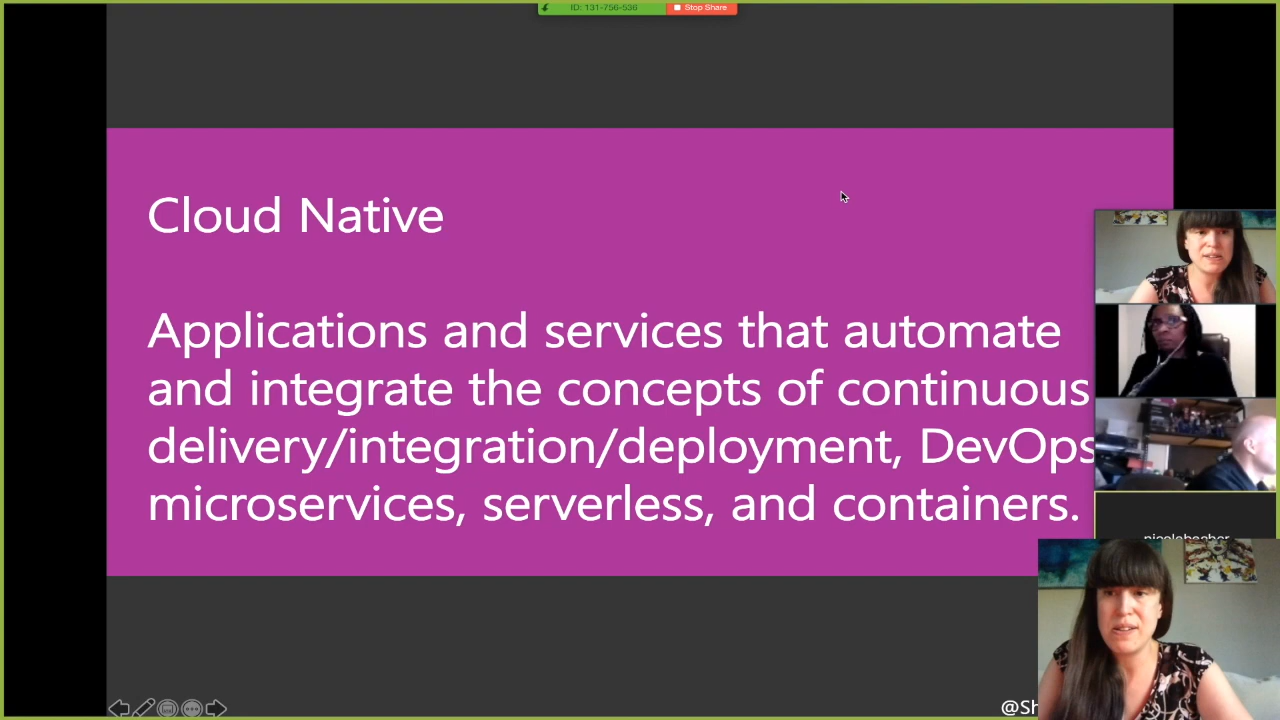 ID: 131-756-536 Stop Share
Cloud Native
Applications and services that automate
and integrate the concepts of continuous
delivery/integration/deployment, DevOps
microservices, serverless, and containers.
@Sh